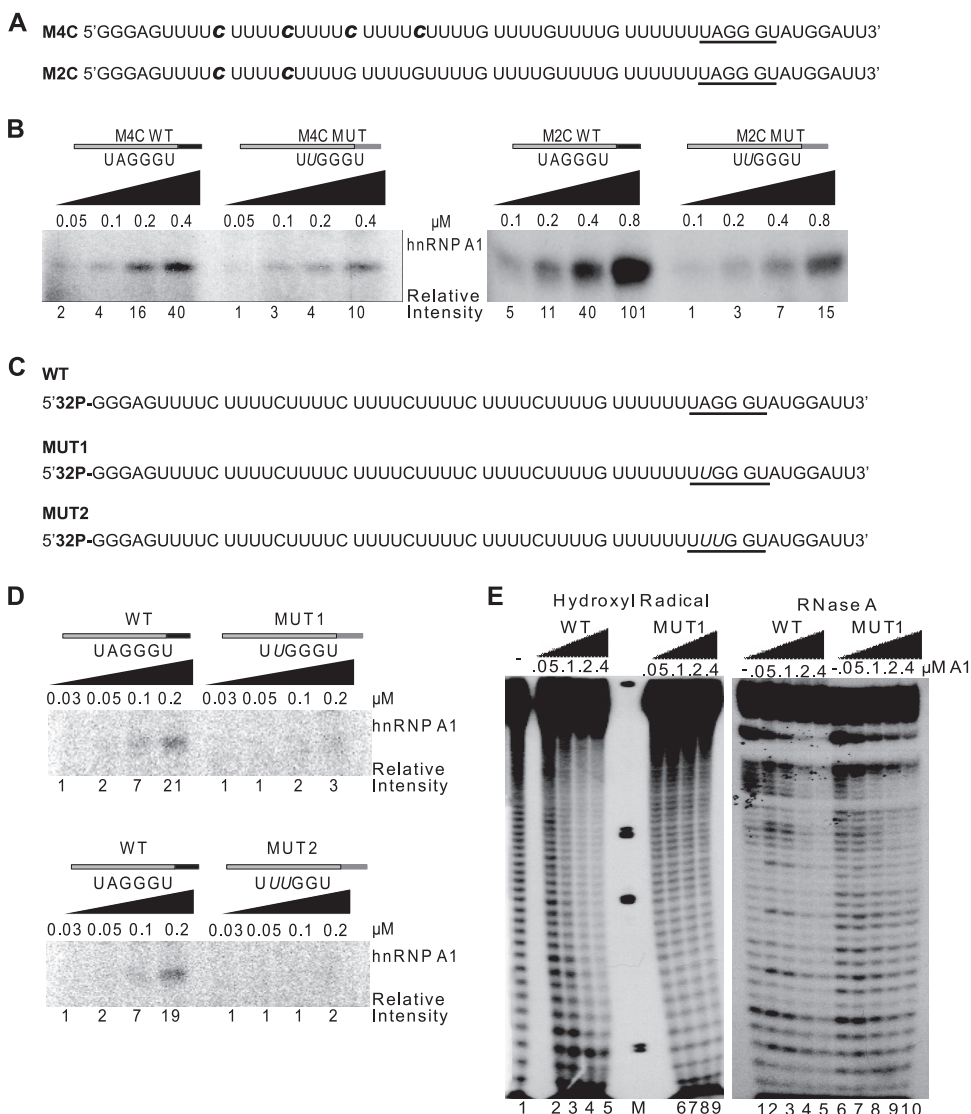 A
M4C 5'GGGAGUUUUC UUUUCUUUUC UUUUCUUUUG UUUUGUUUUG UUUUUUUAGG GUAUGGAUU3'
M2C 5'GGGAGUUUUC UUUUCUUUUG UUUUGUUUUG UUUUGUUUUG UUUUUUUAGG GUAUGGAUU3'
B
M4C WT M4C MUT M2C WT M2C MUT
UAGGGU UUGGGU UAGGGU UUGGGU
0.05 0.1 0.2 0.4 0.05 0.1 0.2 0.4 µM 0.1 0.2 0.4 0.8 0.1 0.2 0.4 0.8
hnRNP A1
Relative
Intensity
2 4 16 40 1 3 4 10 5 11 40 101 1 3 7 15
C
WT
5'32P-GGGAGUUUUC UUUUCUUUUC UUUUCUUUUC UUUUCUUUUG UUUUUUUAGG GUAUGGAUU3'
MUT1
5'32P-GGGAGUUUUC UUUUCUUUUC UUUUCUUUUC UUUUCUUUUG UUUUUUUUGG GUAUGGAUU3'
MUT2
5'32P-GGGAGUUUUC UUUUCUUUUC UUUUCUUUUC UUUUCUUUUG UUUUUUUUUG GUAUGGAUU3'
D
WT MUT1
UAGGGU UUGGGU
0.03 0.05 0.1 0.2 0.03 0.05 0.1 0.2 µM
hnRNP A1
Relative
Intensity
1 2 7 21 1 1 2 3
WT MUT2
UAGGGU UUUGGU
0.03 0.05 0.1 0.2 0.03 0.05 0.1 0.2 µM
hnRNP A1
Relative
Intensity
1 2 7 19 1 1 1 2
E
Hydroxyl Radical RNase A
WT MUT1 WT MUT1
- .05.1.2.4 .05.1.2.4 -.05.1.2.4 -.05.1.2.4 µM A1
1 2 3 4 5 M 6789 12 3 4 5 6 7 8 910